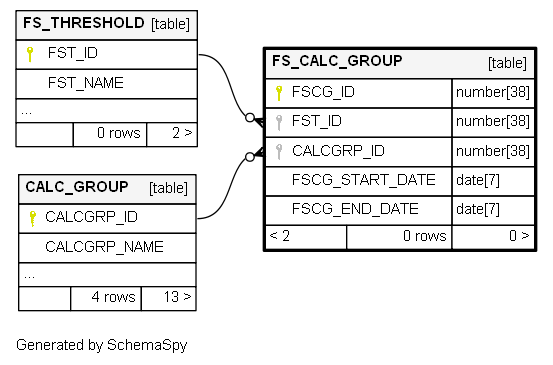 FS_THRESHOLD [table]
FST_ID
FST_NAME
...
0 rows 2 >
CALC_GROUP [table]
CALCGRP_ID
CALCGRP_NAME
...
4 rows 13 >
FS_CALC_GROUP [table]
FSCG_ID number[38]
FST_ID number[38]
CALCGRP_ID number[38]
FSCG_START_DATE date[7]
FSCG_END_DATE date[7]
< 2 0 rows 0 >
Generated by SchemaSpy